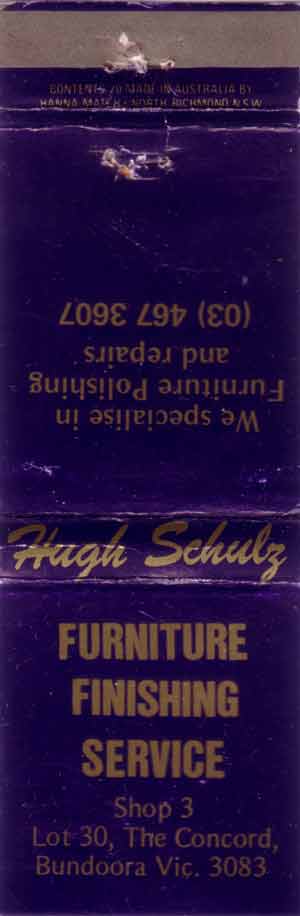 CONTENTS 20 MADE IN AUSTRALIA BY
HANNA MATCH · NORTH RICHMOND N.S.W.
We specialise in
Furniture Polishing
and repairs
(03) 467 3607
Hugh Schulz
FURNITURE
FINISHING
SERVICE
Shop 3
Lot 30, The Concord,
Bundoora Vic. 3083